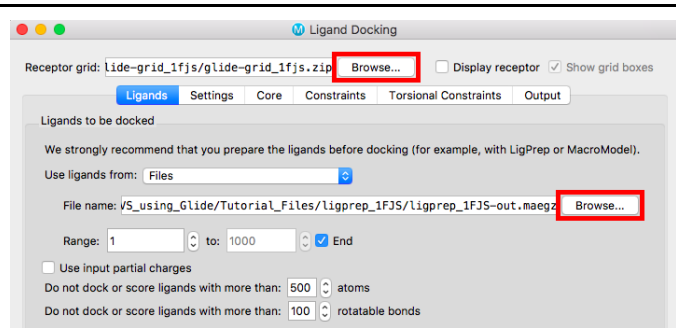 Ligand Docking
Receptor grid: lide-grid_1fjs/glide-grid_1fjs.zip Browse... Display receptor Show grid boxes
Ligands Settings Core Constraints Torsional Constraints Output
Ligands to be docked
We strongly recommend that you prepare the ligands before docking (for example, with LigPrep or MacroModel).
Use ligands from: Files
File name: VS_using_Glide/Tutorial_Files/ligprep_1FJS/ligprep_1FJS-out.maegz Browse...
Range: 1 to: 1000 End
Use input partial charges
Do not dock or score ligands with more than: 500 atoms
Do not dock or score ligands with more than: 100 rotatable bonds